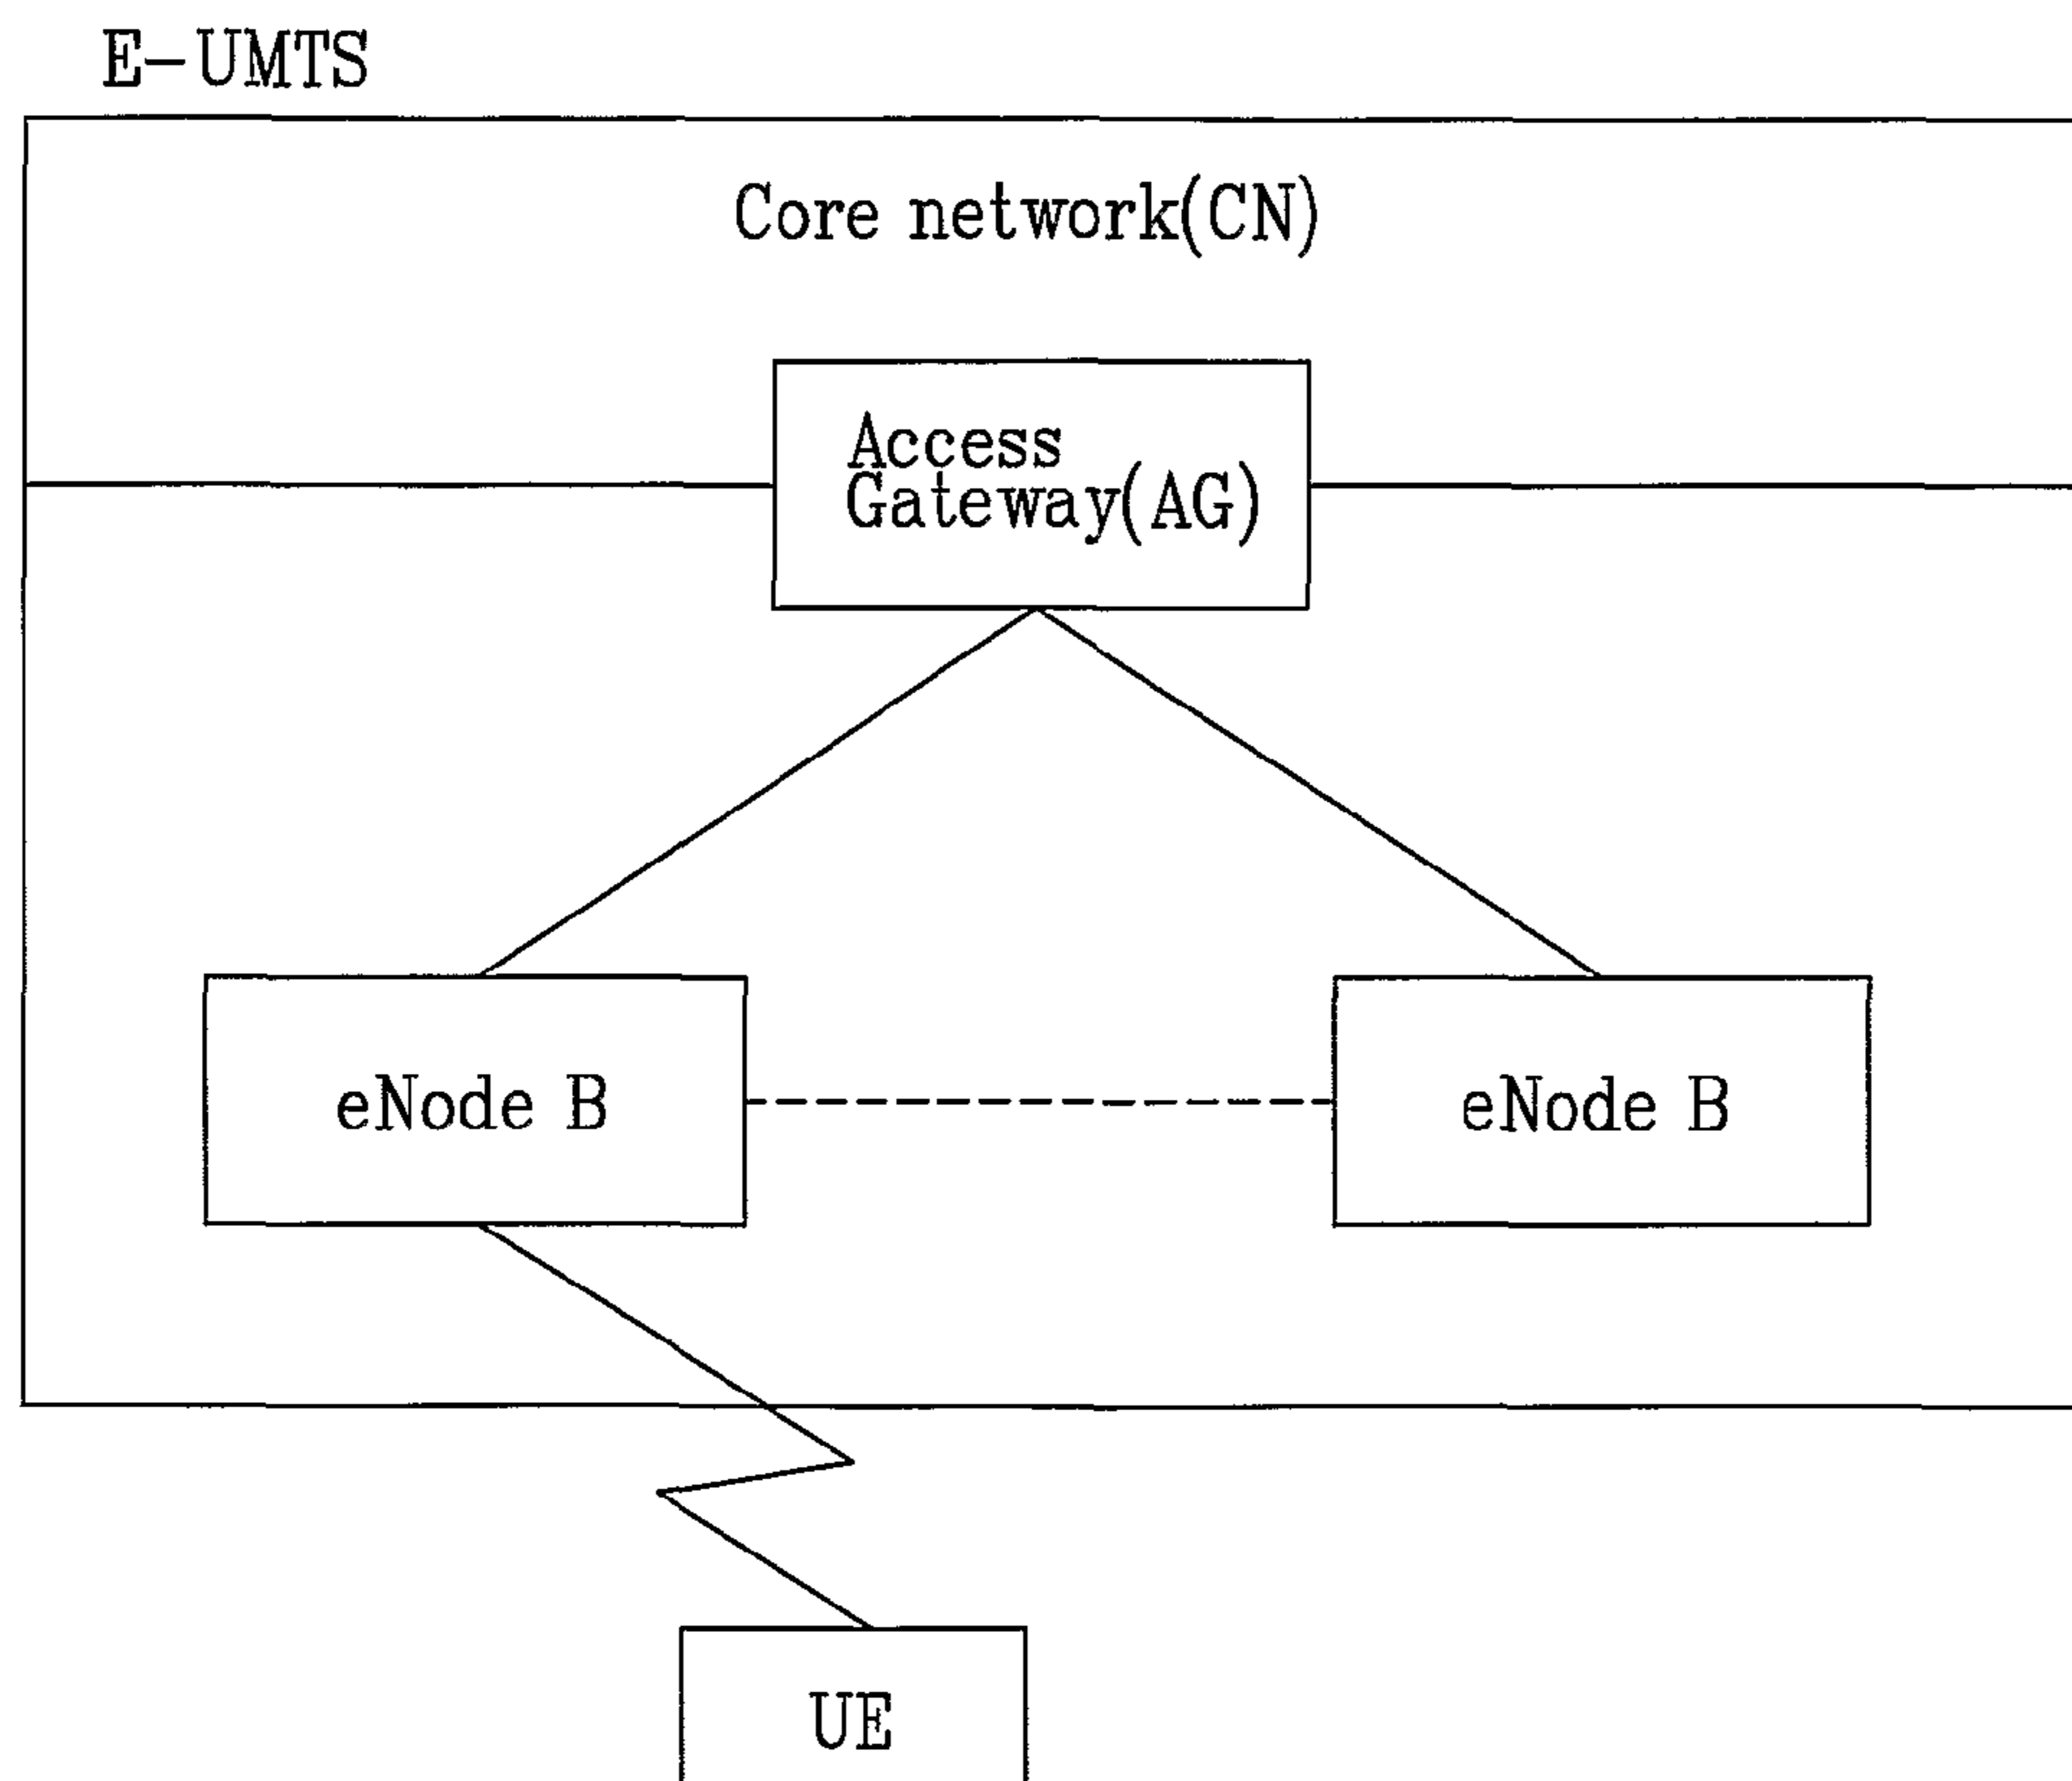 E-UMTS
Core network(CN)
Access
Gateway(AG)
eNode B
eNode B
UE